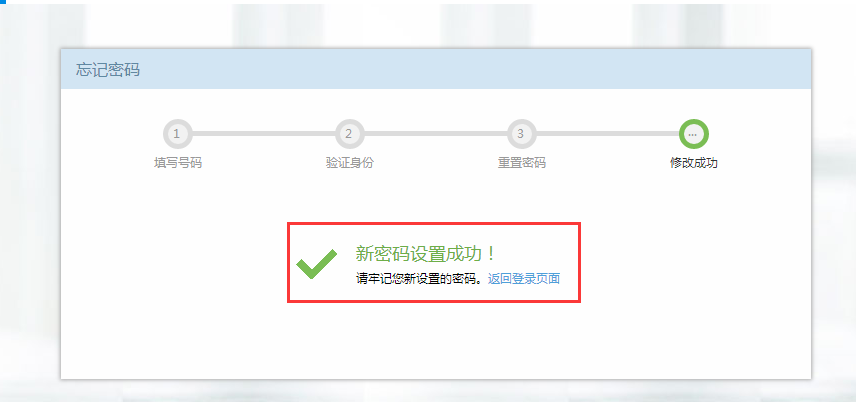 忘记密码
1 2 3 ...
填写号码 验证身份 重置密码 修改成功
新密码设置成功！
请牢记您新设置的密码。返回登录页面